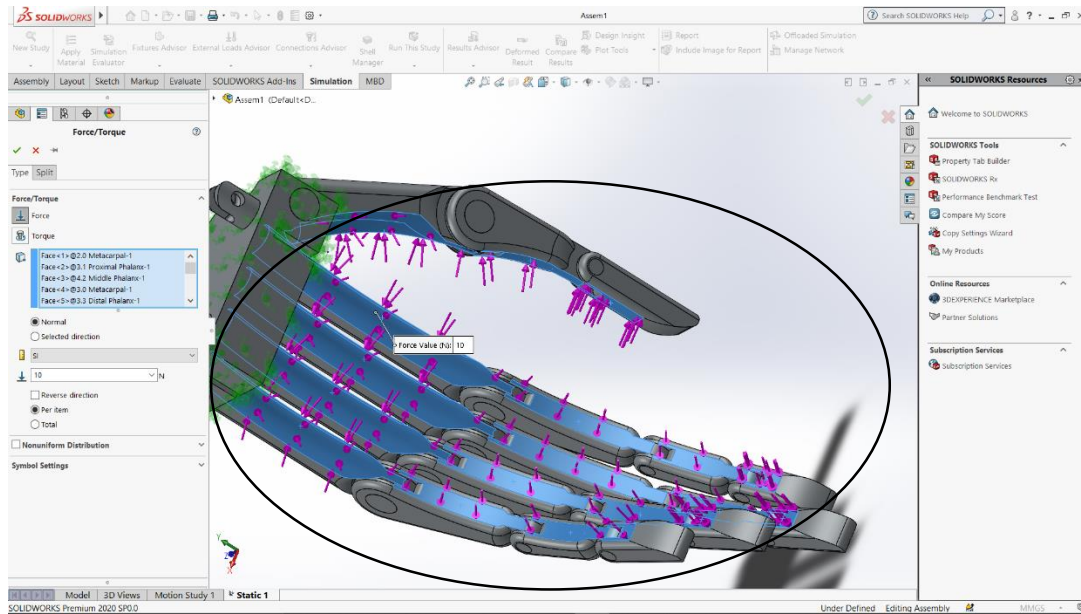 SOLIDWORKS
Assem1
Search SOLIDWORKS Help
New Study
Apply Material
Simulation Evaluator
Fixtures Advisor
External Loads Advisor
Connections Advisor
Shell Manager
Run This Study
Results Advisor
Deformed Result
Compare Results
Design Insight
Plot Tools
Report
Include Image for Report
Offloaded Simulation
Manage Network
Assembly Layout Sketch Markup Evaluate SOLIDWORKS Add-Ins Simulation MBD
Assem1 (Default<D...
Force/Torque
Type Split
Force/Torque
Force
Torque
Face<1>@2.0 Metacarpal-1
Face<2>@3.1 Proximal Phalanx-1
Face<3>@4.2 Middle Phalanx-1
Face<4>@3.0 Metacarpal-1
Face<5>@3.3 Distal Phalanx-1
Normal
Selected direction
SI
10 N
Reverse direction
Per item
Total
Nonuniform Distribution
Symbol Settings
Force Value (N): 10
Y
Z
X
SOLIDWORKS Resources
Welcome to SOLIDWORKS
SOLIDWORKS Tools
Property Tab Builder
SOLIDWORKS Rx
Performance Benchmark Test
Compare My Score
Copy Settings Wizard
My Products
Online Resources
3DEXPERIENCE Marketplace
Partner Solutions
Subscription Services
Subscription Services
Model 3D Views Motion Study 1 Static 1
SOLIDWORKS Premium 2020 SP0.0
Under Defined Editing Assembly MMGS